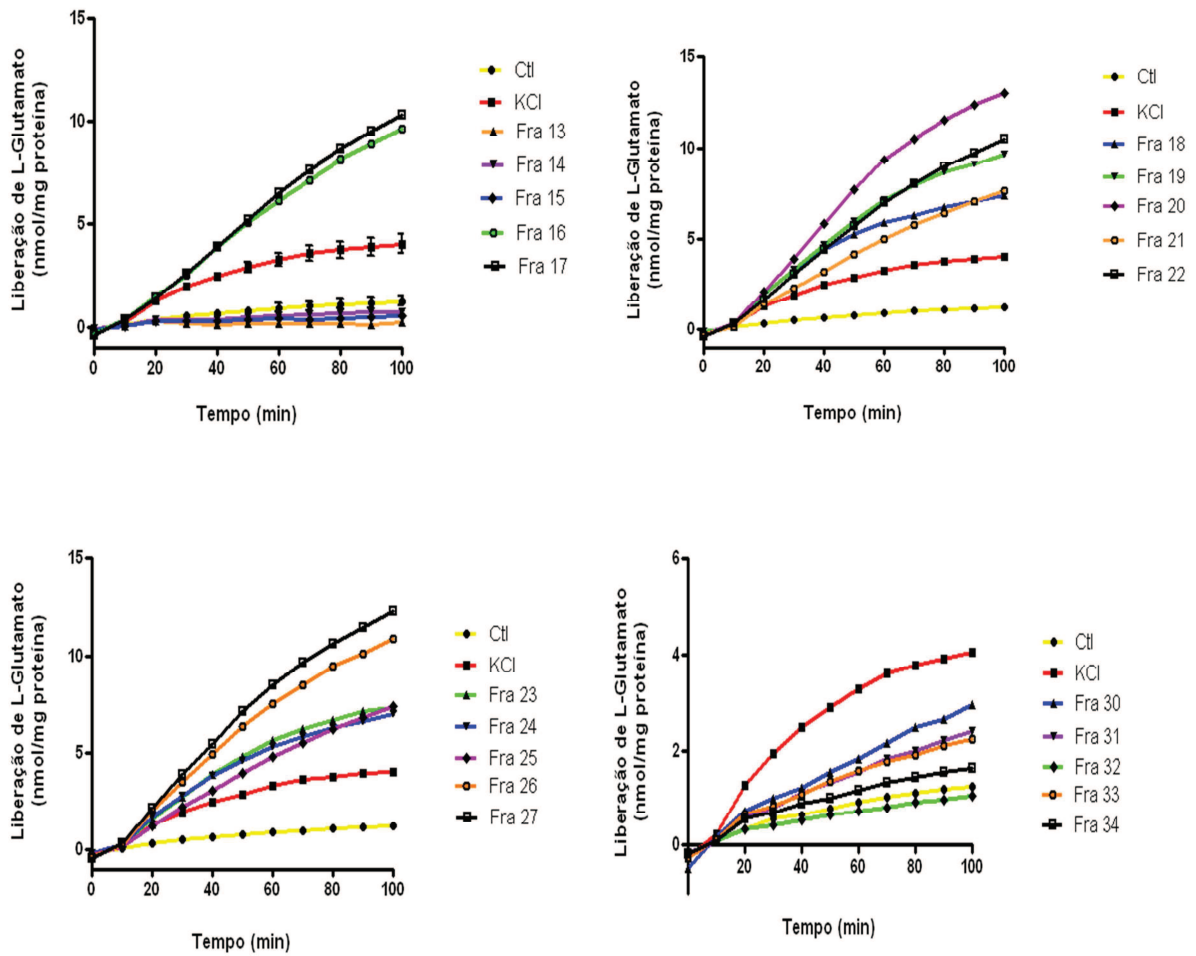 Liberação de L-Glutamato
(nmol/mg proteína)
15
10
5
0
0 20 40 60 80 100
Tempo (min)
Ctl
KCl
Fra 13
Fra 14
Fra 15
Fra 16
Fra 17
Liberação de L-Glutamato
(nmol/mg proteína)
15
10
5
0
0 20 40 60 80 100
Tempo (min)
Ctl
KCl
Fra 18
Fra 19
Fra 20
Fra 21
Fra 22
Liberação de L-Glutamato
(nmol/mg proteína)
15
10
5
0
0 20 40 60 80 100
Tempo (min)
Ctl
KCl
Fra 23
Fra 24
Fra 25
Fra 26
Fra 27
Liberação de L-Glutamato
(nmol/mg proteína)
6
4
2
0
20 40 60 80 100
Tempo (min)
Ctl
KCl
Fra 30
Fra 31
Fra 32
Fra 33
Fra 34